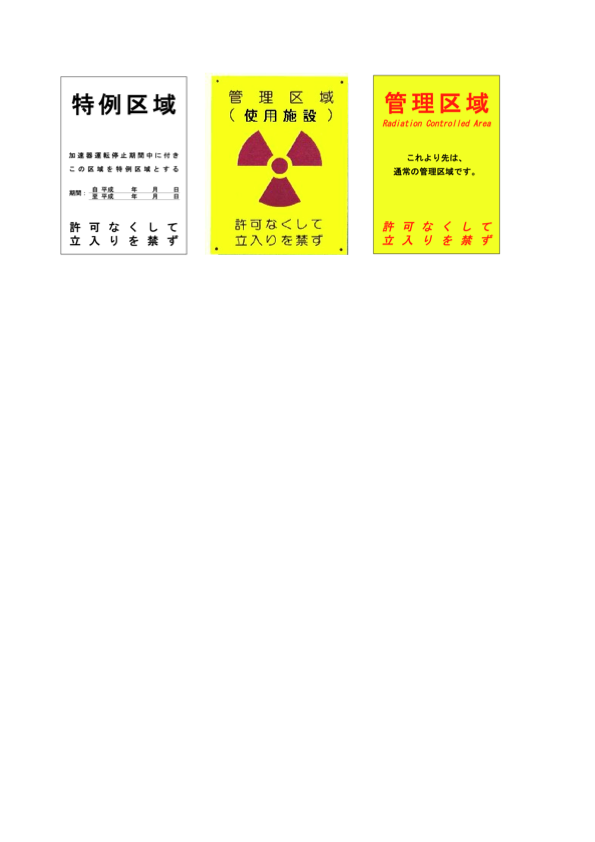 特例区域
加速器運転停止期間中に付き
この区域を特例区域とする
期間：自 平成　　年　　月　　日
至 平成　　年　　月　　日
許可なくして
立入りを禁ず
管理区域
(使用施設)
許可なくして
立入りを禁ず
管理区域
Radiation Controlled Area
これより先は、
通常の管理区域です。
許可なくして
立入りを禁ず